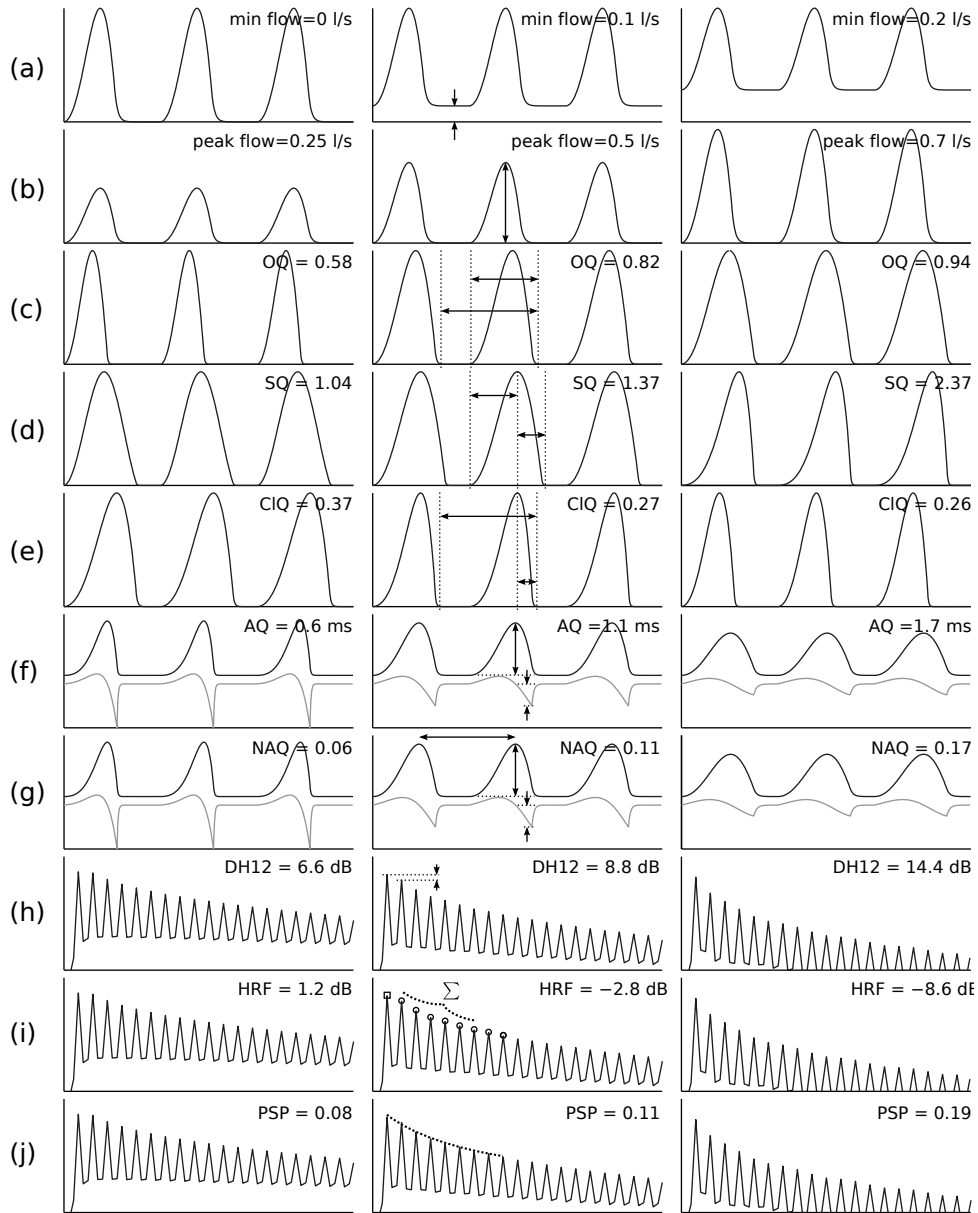 (a) min flow=0 l/s min flow=0.1 l/s min flow=0.2 l/s
(b) peak flow=0.25 l/s peak flow=0.5 l/s peak flow=0.7 l/s
(c) OQ = 0.58 OQ = 0.82 OQ = 0.94
(d) SQ = 1.04 SQ = 1.37 SQ = 2.37
(e) ClQ = 0.37 ClQ = 0.27 ClQ = 0.26
(f) AQ = 0.6 ms AQ =1.1 ms AQ =1.7 ms
(g) NAQ = 0.06 NAQ = 0.11 NAQ = 0.17
(h) DH12 = 6.6 dB DH12 = 8.8 dB DH12 = 14.4 dB
(i) HRF = 1.2 dB ∑ HRF = −2.8 dB HRF = −8.6 dB
(j) PSP = 0.08 PSP = 0.11 PSP = 0.19